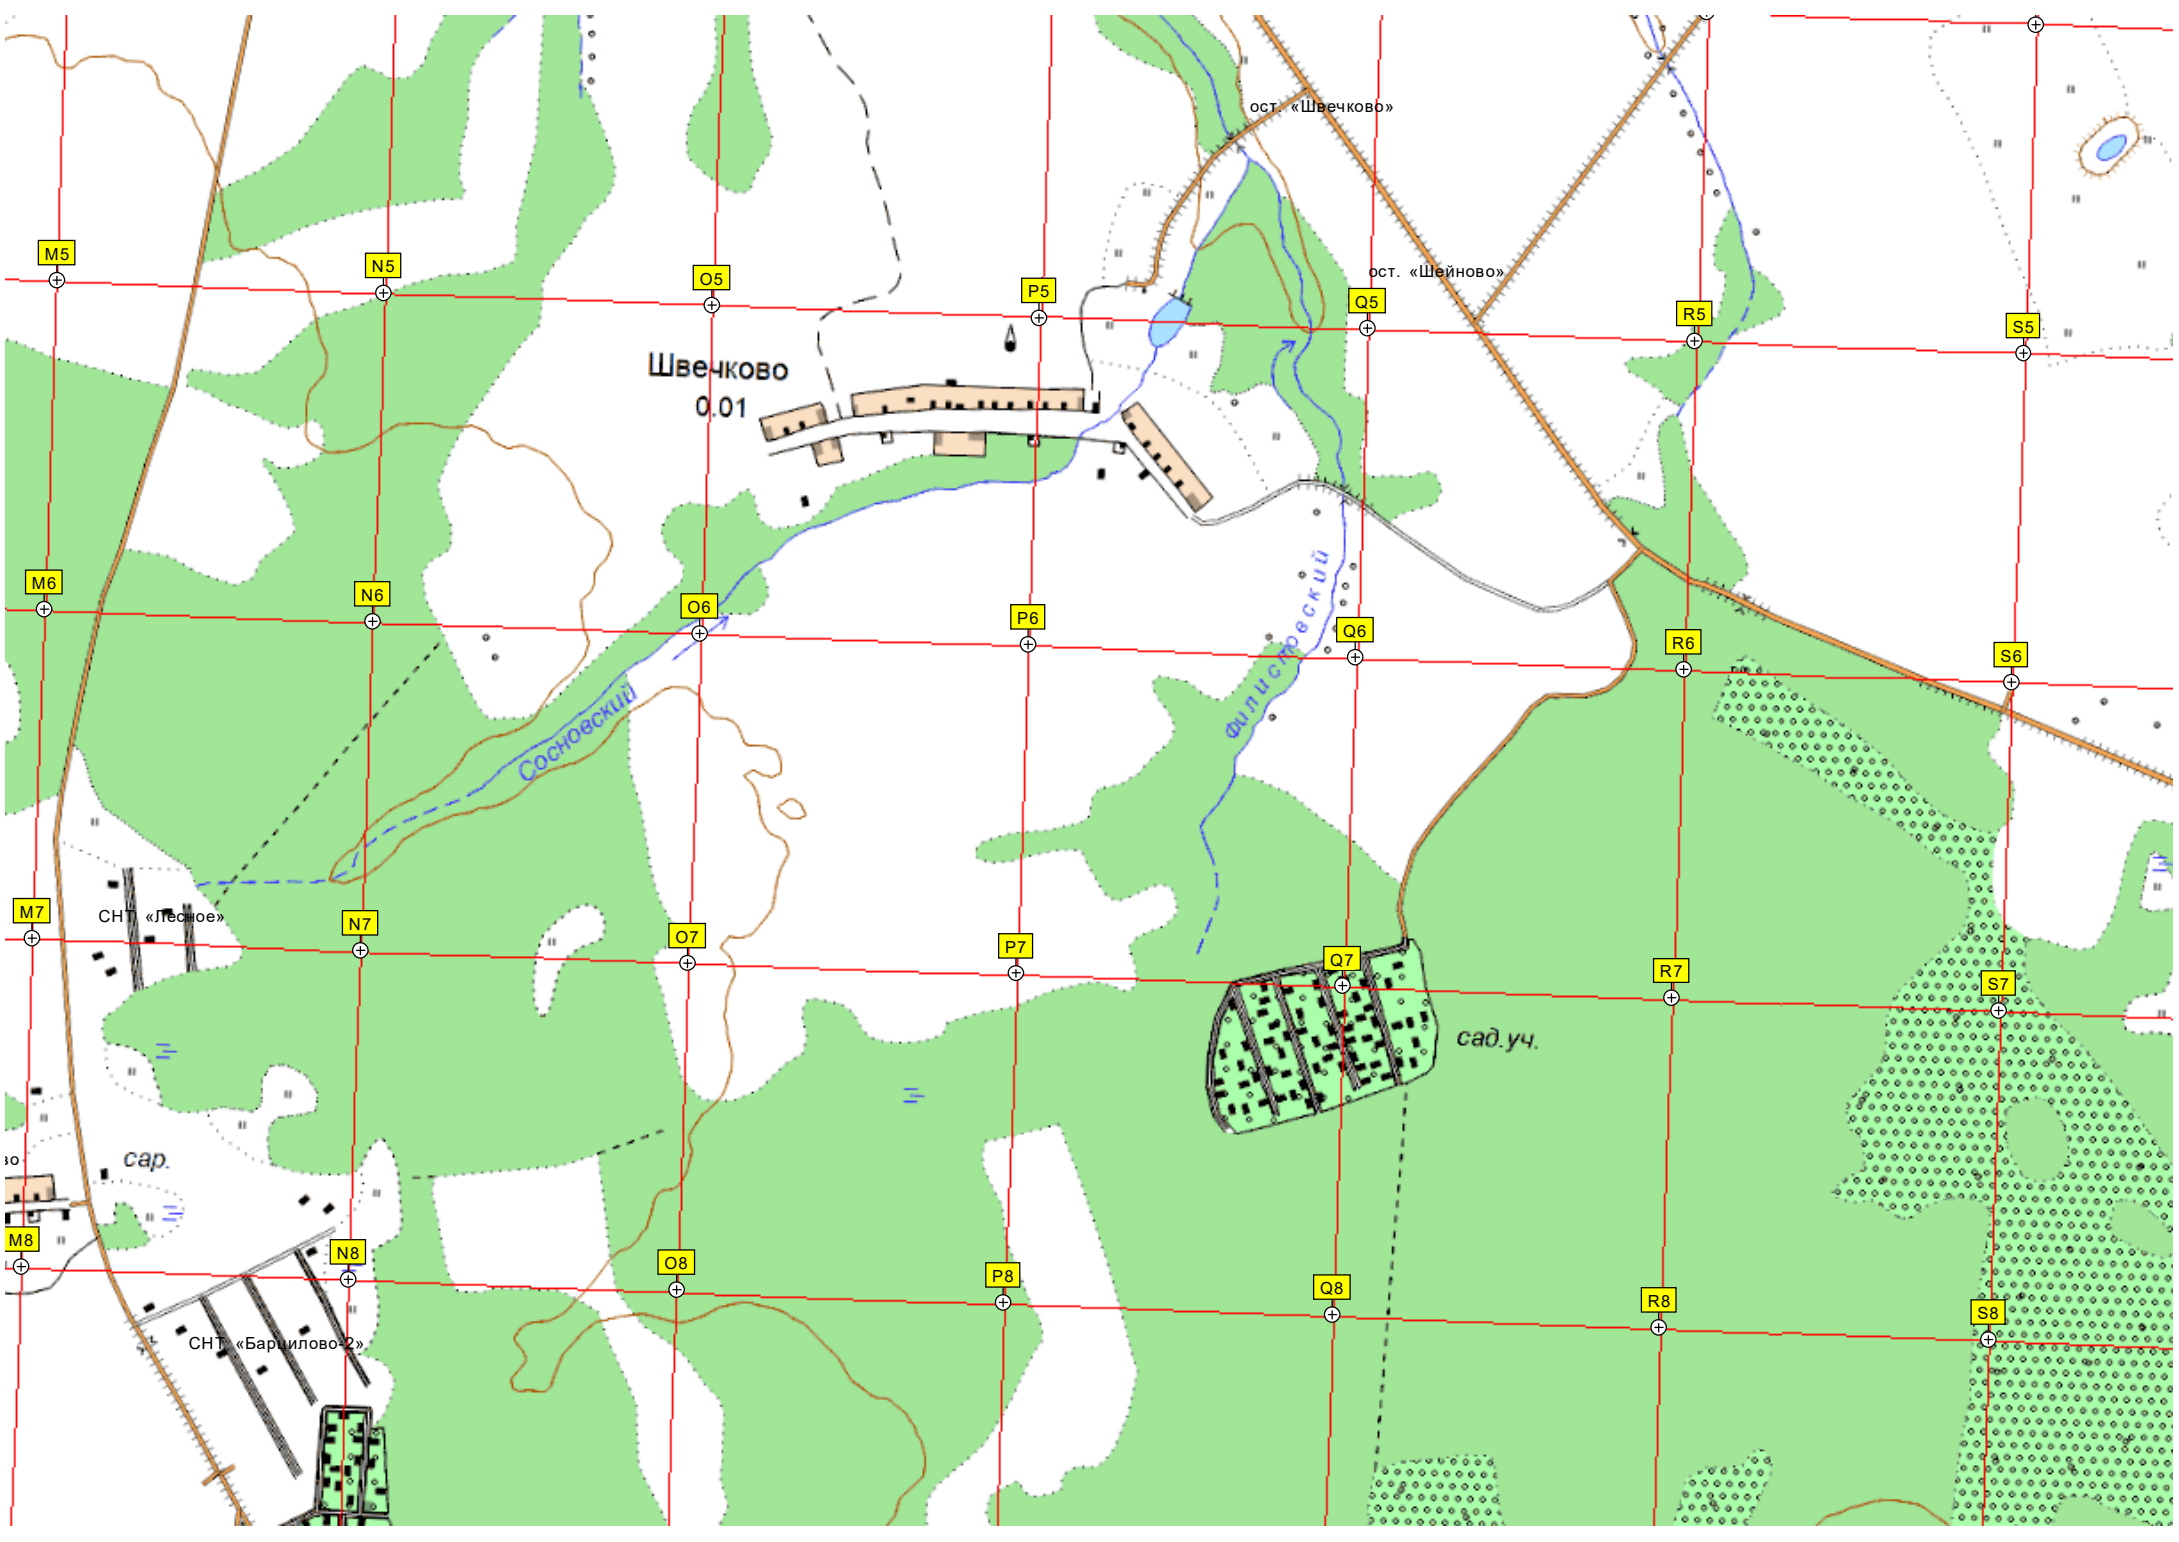 ост. «Швечково»
M5
N5
O5
P5
ост. «Шейново»
Q5
R5
S5
Швечково
0.01
M6
N6
O6
P6
Филистовский
Q6
R6
S6
Сосновский
M7
СНТ «Лесное»
N7
O7
P7
Q7
R7
S7
сад.уч.
во
сар.
M8
N8
O8
P8
Q8
R8
S8
СНТ «Барцилово-2»